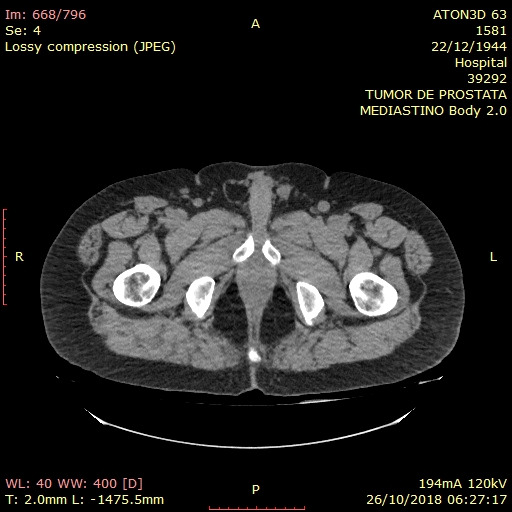 Im: 668/796
Se: 4
Lossy compression (JPEG)
A
ATON3D 63
1581
22/12/1944
Hospital
39292
TUMOR DE PROSTATA
MEDIASTINO Body 2.0
R
L
WL: 40 WW: 400 [D]
T: 2.0mm L: -1475.5mm
P
194mA 120kV
26/10/2018 06:27:17